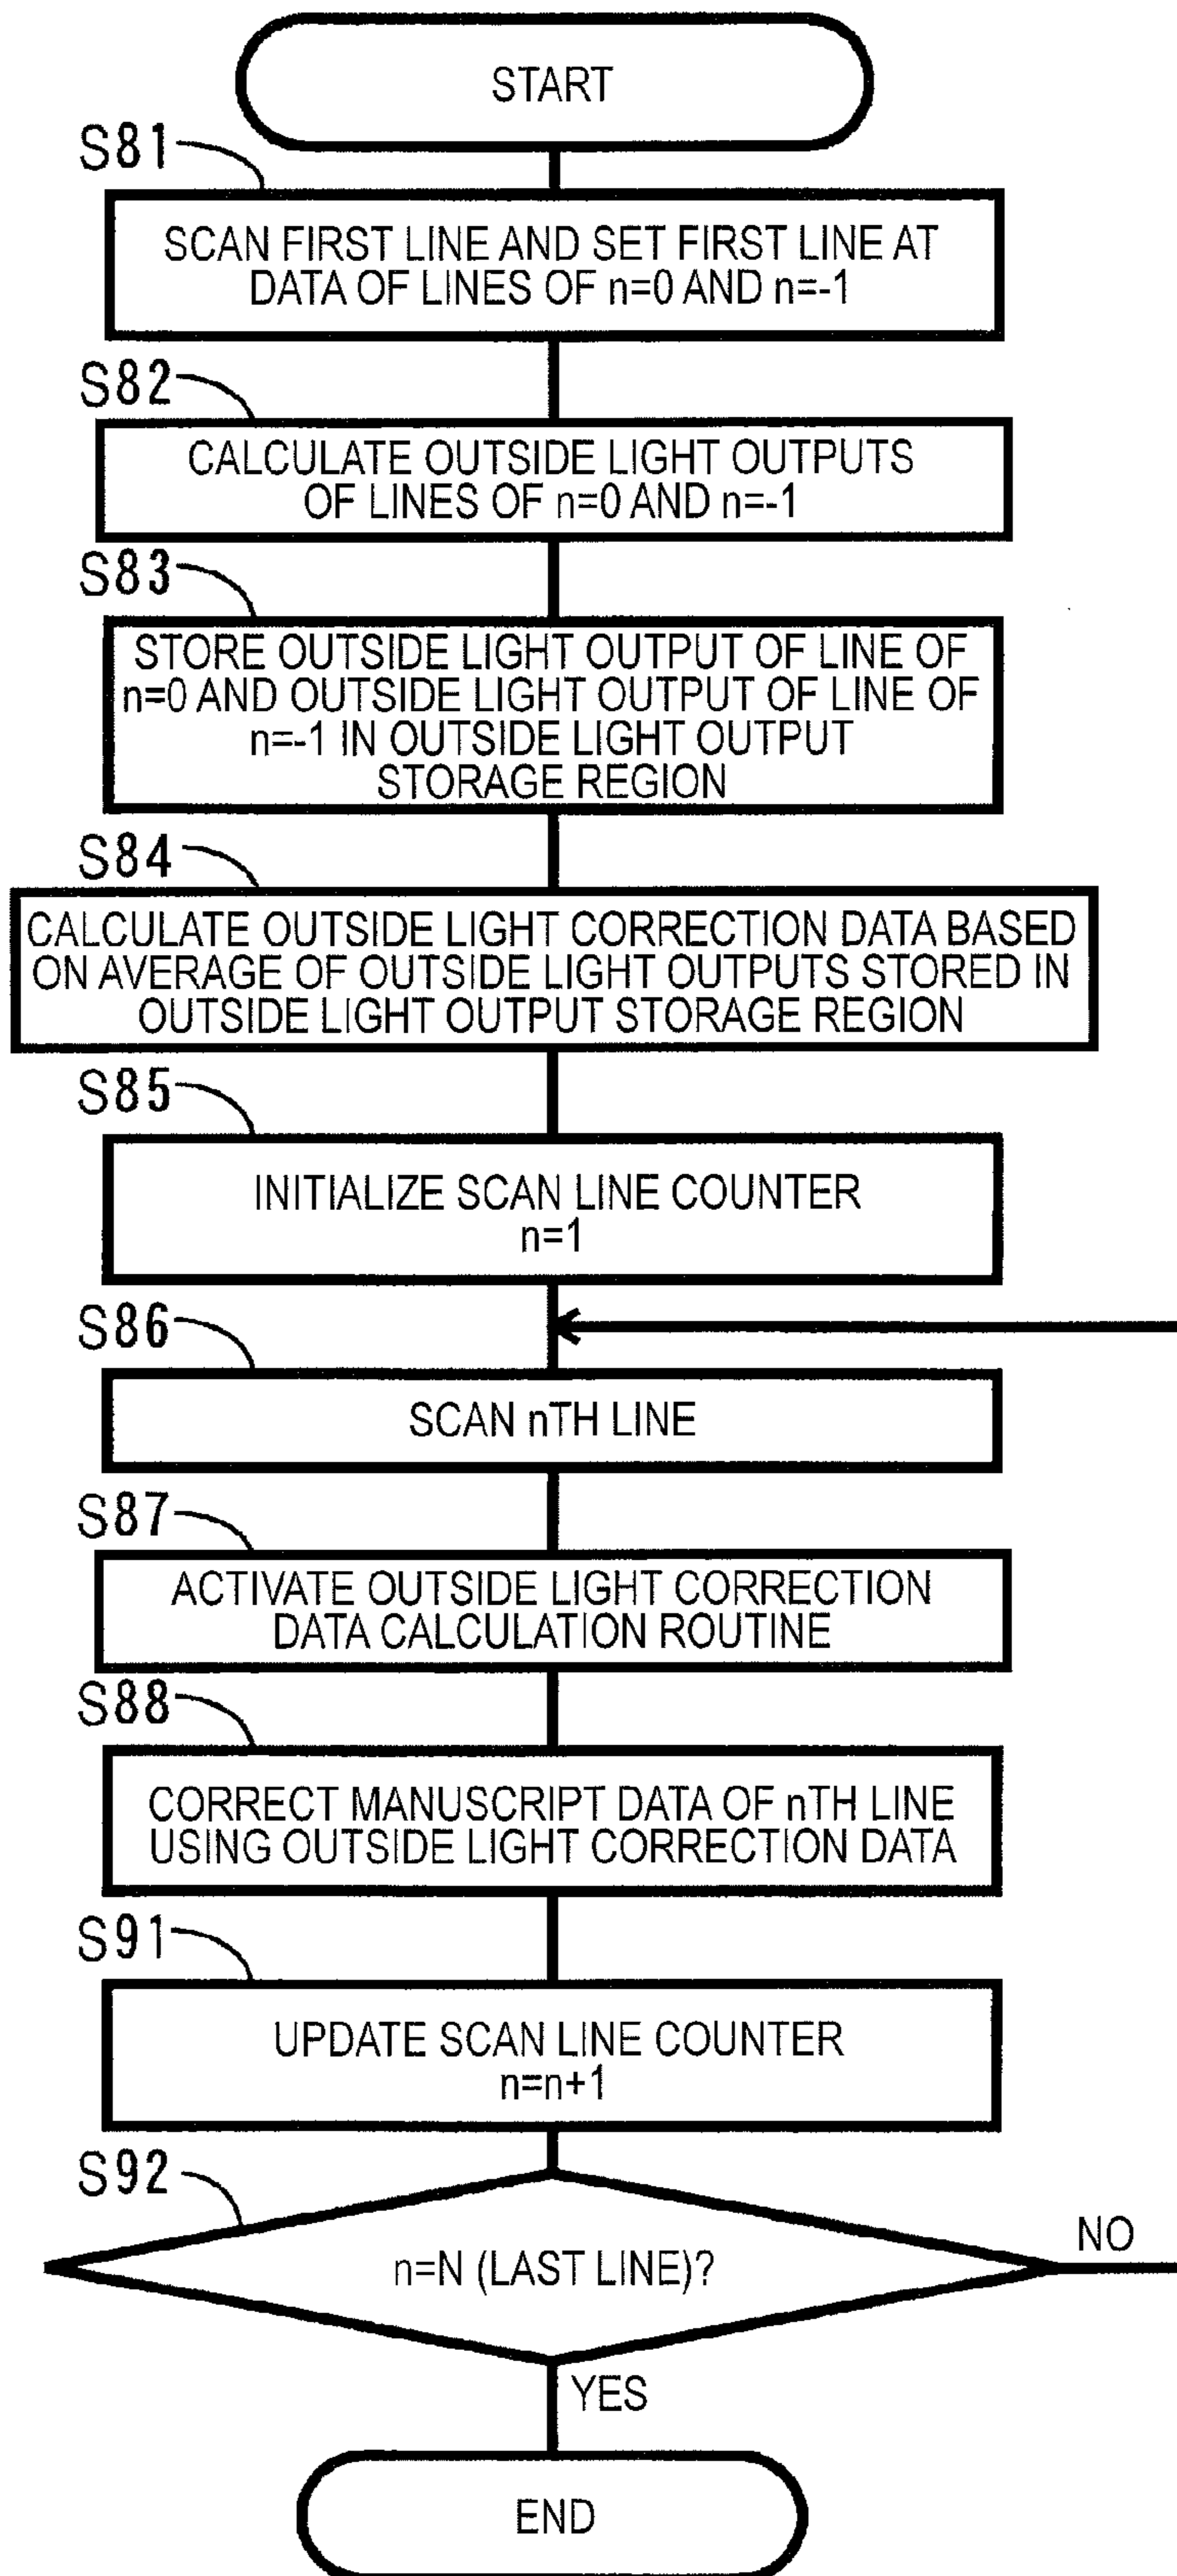 START
S81
SCAN FIRST LINE AND SET FIRST LINE AT
DATA OF LINES OF n=0 AND n=-1
S82
CALCULATE OUTSIDE LIGHT OUTPUTS
OF LINES OF n=0 AND n=-1
S83
STORE OUTSIDE LIGHT OUTPUT OF LINE OF
n=0 AND OUTSIDE LIGHT OUTPUT OF LINE OF
n=-1 IN OUTSIDE LIGHT OUTPUT
STORAGE REGION
S84
CALCULATE OUTSIDE LIGHT CORRECTION DATA BASED
ON AVERAGE OF OUTSIDE LIGHT OUTPUTS STORED IN
OUTSIDE LIGHT OUTPUT STORAGE REGION
S85
INITIALIZE SCAN LINE COUNTER
n=1
S86
SCAN nTH LINE
S87
ACTIVATE OUTSIDE LIGHT CORRECTION
DATA CALCULATION ROUTINE
S88
CORRECT MANUSCRIPT DATA OF nTH LINE
USING OUTSIDE LIGHT CORRECTION DATA
S91
UPDATE SCAN LINE COUNTER
n=n+1
S92
n=N (LAST LINE)?
NO
YES
END